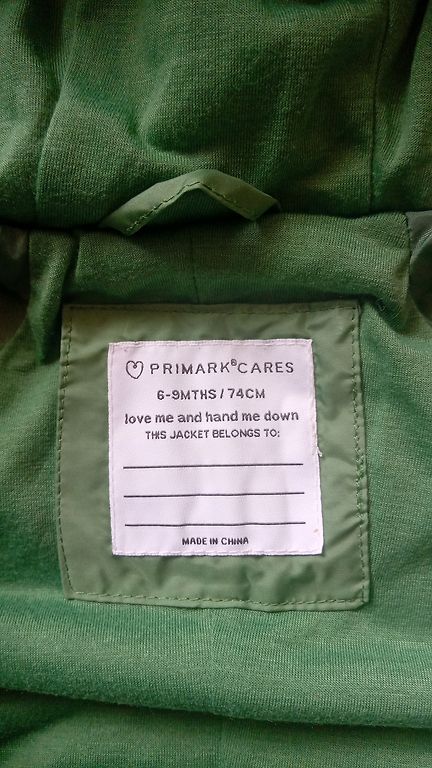 PRIMARK®CARES
6-9MTHS / 74CM
love me and hand me down
THIS JACKET BELONGS TO:
MADE IN CHINA